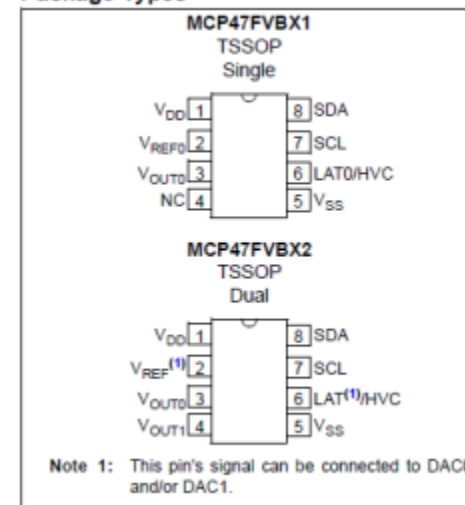 MCP47FVBX1
TSSOP
Single
VDD 1 8 SDA
VREF0 2 7 SCL
VOUT0 3 6 LAT0/HVC
NC 4 5 VSS
MCP47FVBX2
TSSOP
Dual
VDD 1 8 SDA
VREF(1) 2 7 SCL
VOUT0 3 6 LAT(1)/HVC
VOUT1 4 5 VSS
Note 1: This pin's signal can be connected to
and/or DAC1.